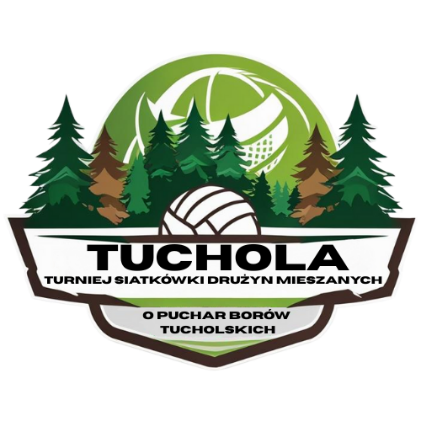 TUCHOLA
TURNIEJ SIATKÓWKI DRUŻYN MIESZANYCH
O PUCHAR BORÓW
TUCHOLSKICH